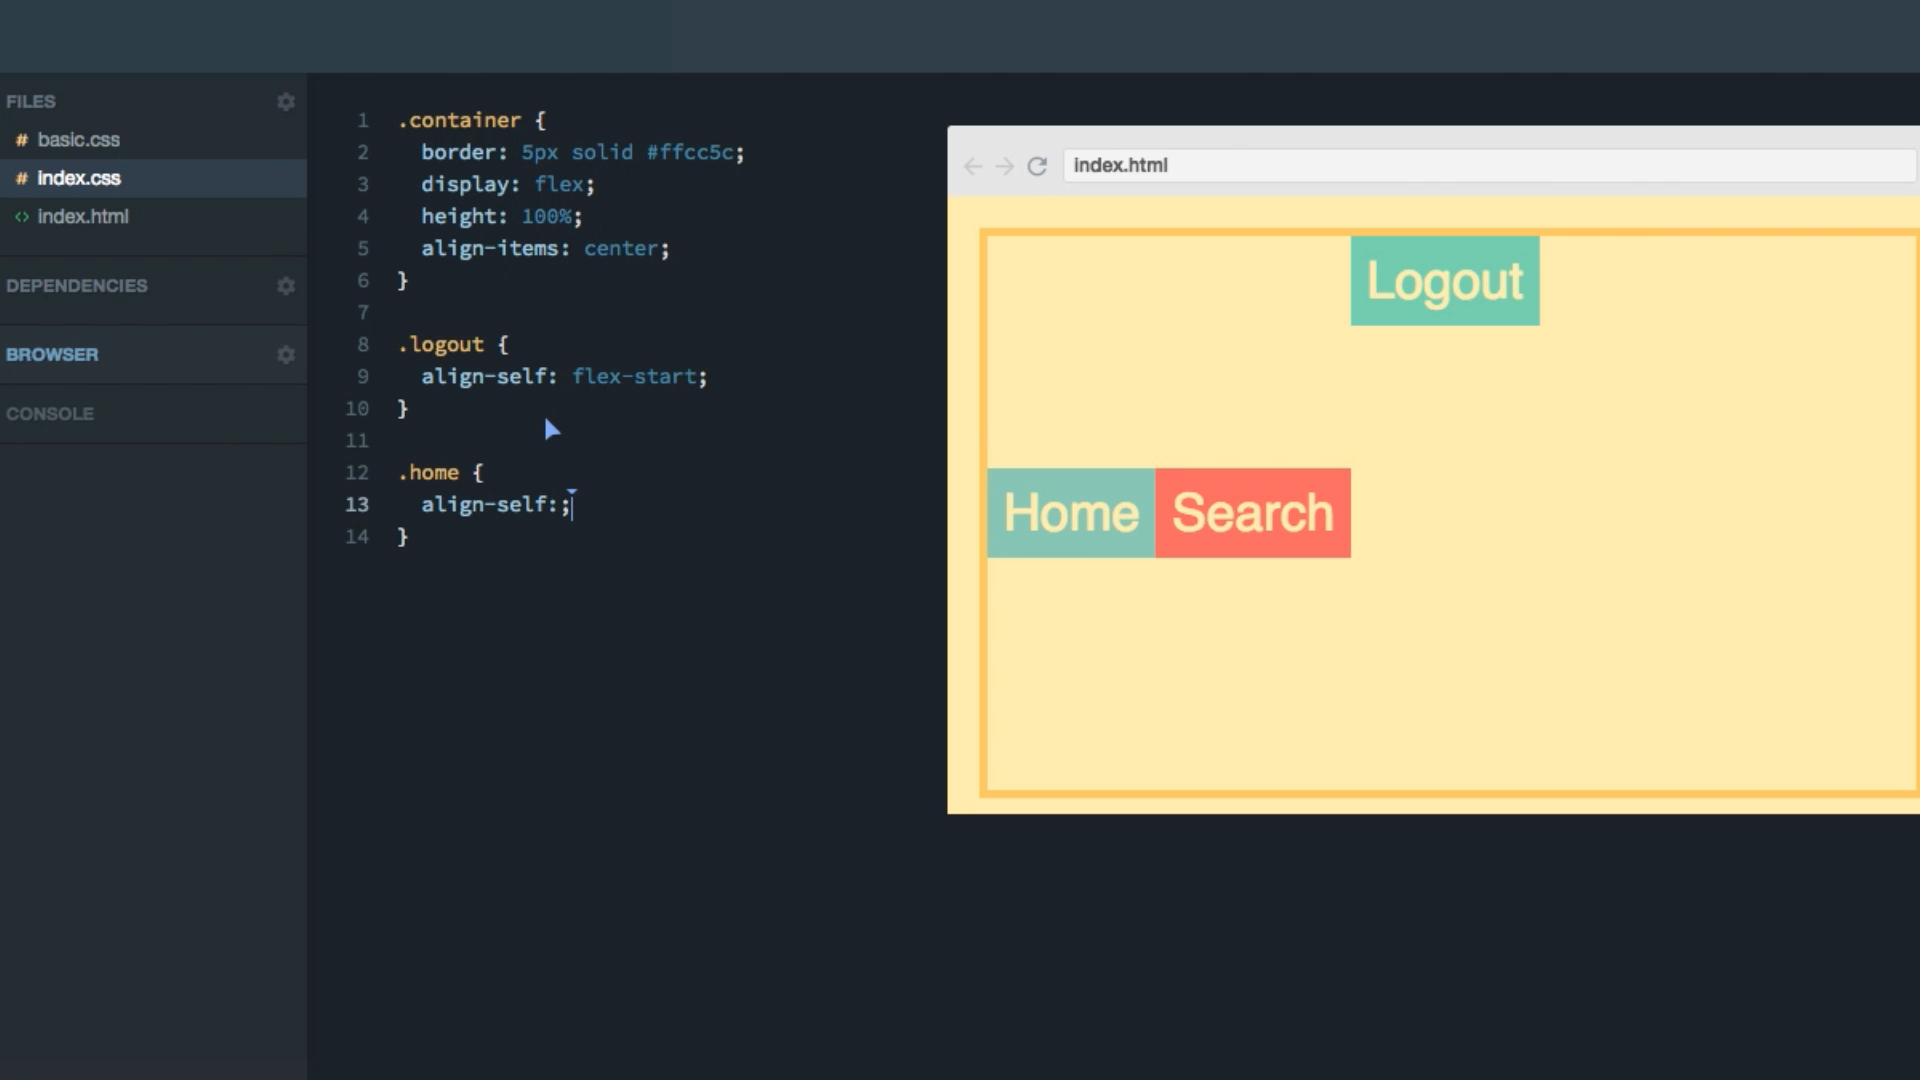 FILES
# basic.css
# index.css
<> index.html
DEPENDENCIES
BROWSER
CONSOLE
1 .container {
2 border: 5px solid #ffcc5c;
3 display: flex;
4 height: 100%;
5 align-items: center;
6 }
7
8 .logout {
9 align-self: flex-start;
10 }
11
12 .home {
13 align-self:;
14 }
index.html
Logout
Home Search